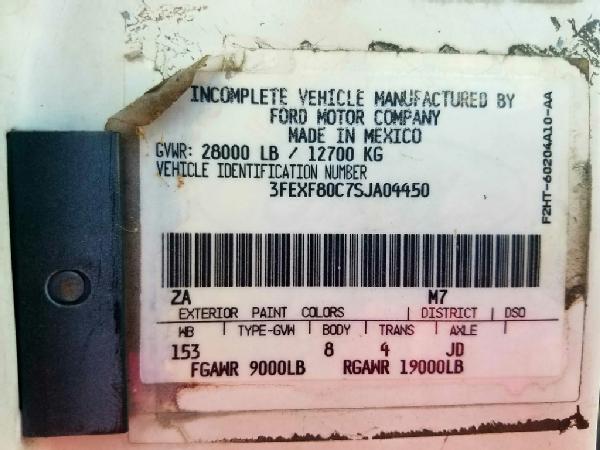 INCOMPLETE VEHICLE MANUFACTURED BY
FORD MOTOR COMPANY
MADE IN MEXICO
GVWR: 28000 LB / 12700 KG
VEHICLE IDENTIFICATION NUMBER
3FEXF80C7SJA04450
F2HT-60204A10-AA
ZA M7
EXTERIOR PAINT COLORS | DISTRICT | DSO
WB | TYPE-GVW | BODY | TRANS | AXLE |
153 8 4 JD
FGAWR 9000LB RGAWR 19000LB